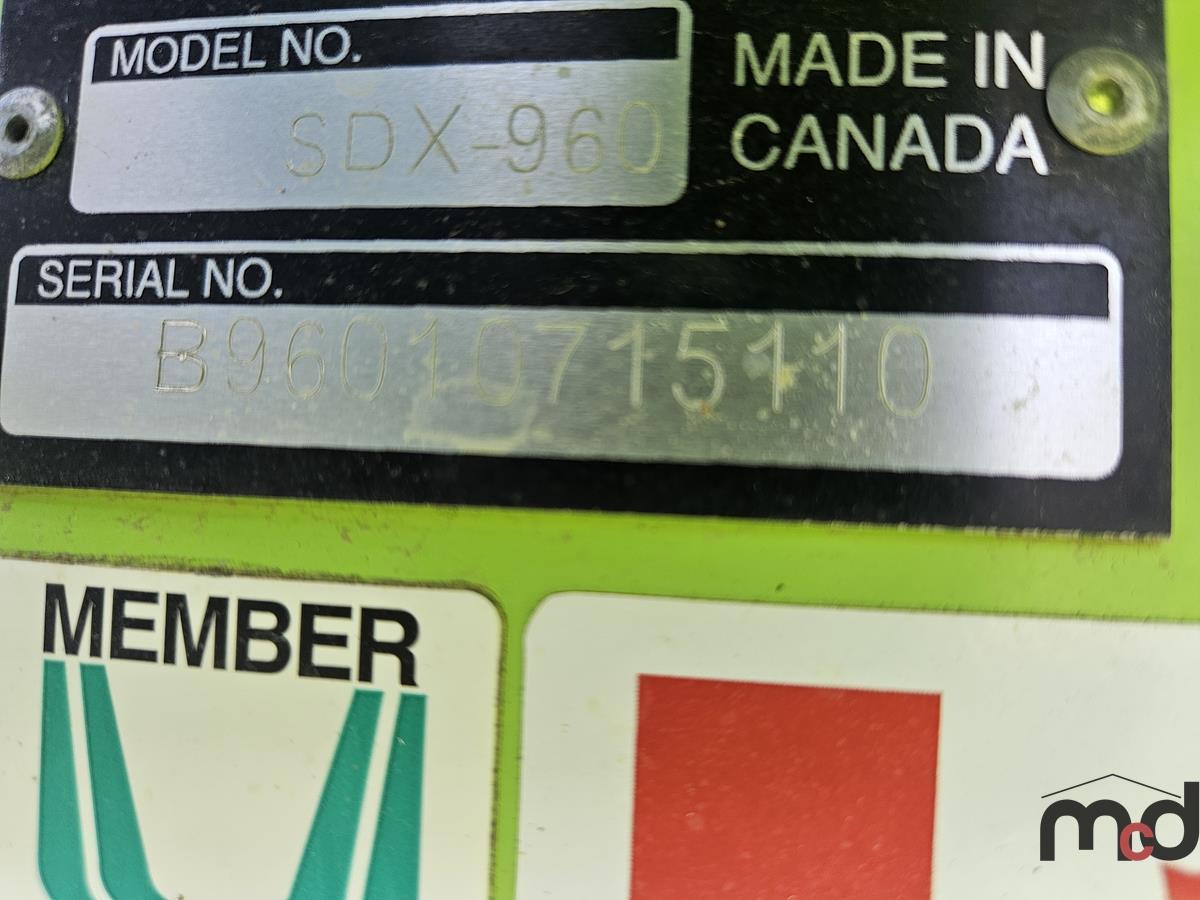 MODEL NO.
SDX-960
MADE IN
CANADA
SERIAL NO.
B96010715110
MEMBER
mcd